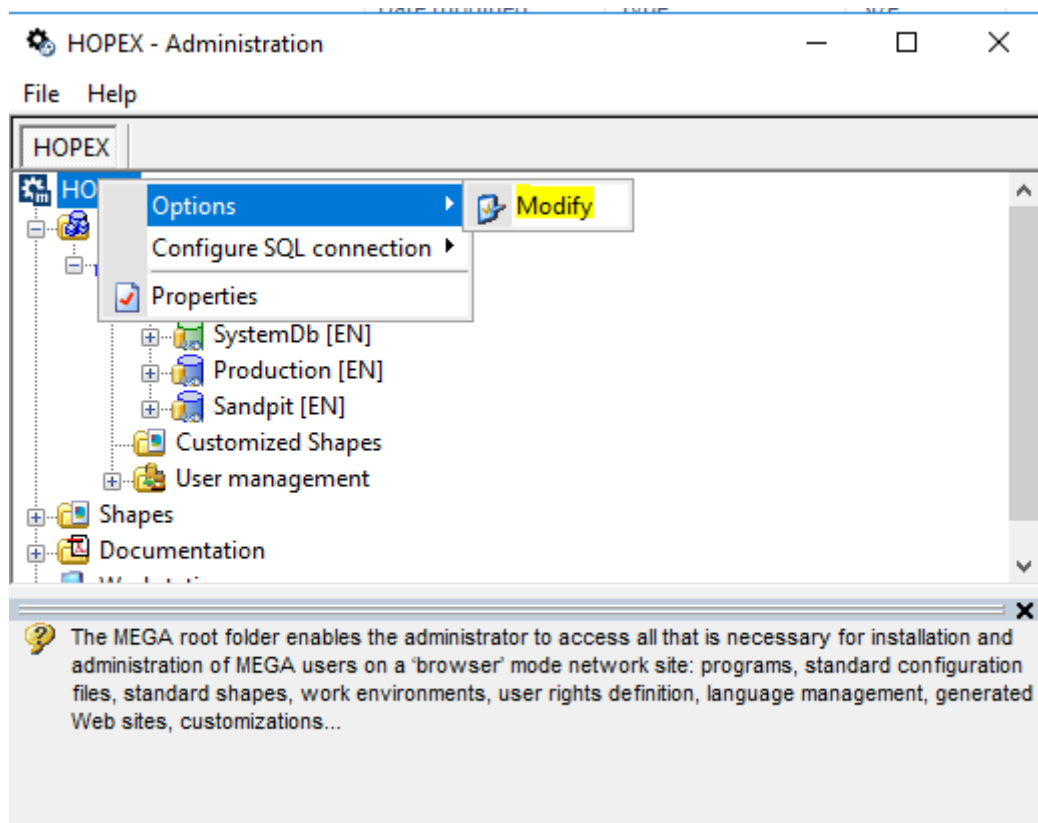 HOPEX - Administration
File Help
HOPEX
HO
Options
Modify
Configure SQL connection
Properties
SystemDb [EN]
Production [EN]
Sandpit [EN]
Customized Shapes
User management
Shapes
Documentation
The MEGA root folder enables the administrator to access all that is necessary for installation and
administration of MEGA users on a 'browser' mode network site: programs, standard configuration
files, standard shapes, work environments, user rights definition, language management, generated
Web sites, customizations...